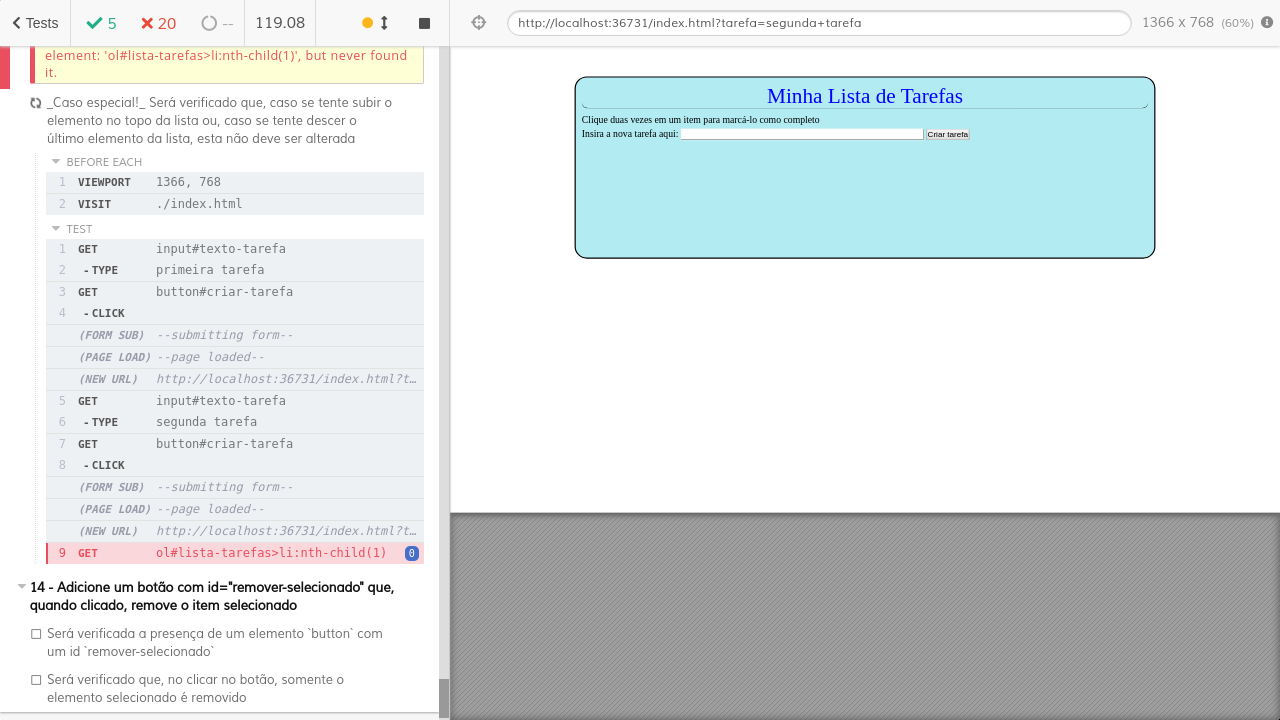 Tests
5
20
--
119.08
element: 'ol#lista-tarefas>li:nth-child(1)', but never found
it.
_Caso especial!_ Será verificado que, caso se tente subir o
elemento no topo da lista ou, caso se tente descer o
último elemento da lista, esta não deve ser alterada
BEFORE EACH
1 VIEWPORT 1366, 768
2 VISIT ./index.html
TEST
1 GET input#texto-tarefa
2 -TYPE primeira tarefa
3 GET button#criar-tarefa
4 -CLICK
(FORM SUB) --submitting form--
(PAGE LOAD) --page loaded--
(NEW URL) http://localhost:36731/index.html?t…
5 GET input#texto-tarefa
6 -TYPE segunda tarefa
7 GET button#criar-tarefa
8 -CLICK
(FORM SUB) --submitting form--
(PAGE LOAD) --page loaded--
(NEW URL) http://localhost:36731/index.html?t…
9 GET ol#lista-tarefas>li:nth-child(1) 0
14 - Adicione um botão com id="remover-selecionado" que,
quando clicado, remove o item selecionado
Será verificada a presença de um elemento `button` com
um id `remover-selecionado`
Será verificado que, no clicar no botão, somente o
elemento selecionado é removido
http://localhost:36731/index.html?tarefa=segunda+tarefa
1366 x 768 (60%)
Minha Lista de Tarefas
Clique duas vezes em um item para marcá-lo como completo
Insira a nova tarefa aqui: Criar tarefa